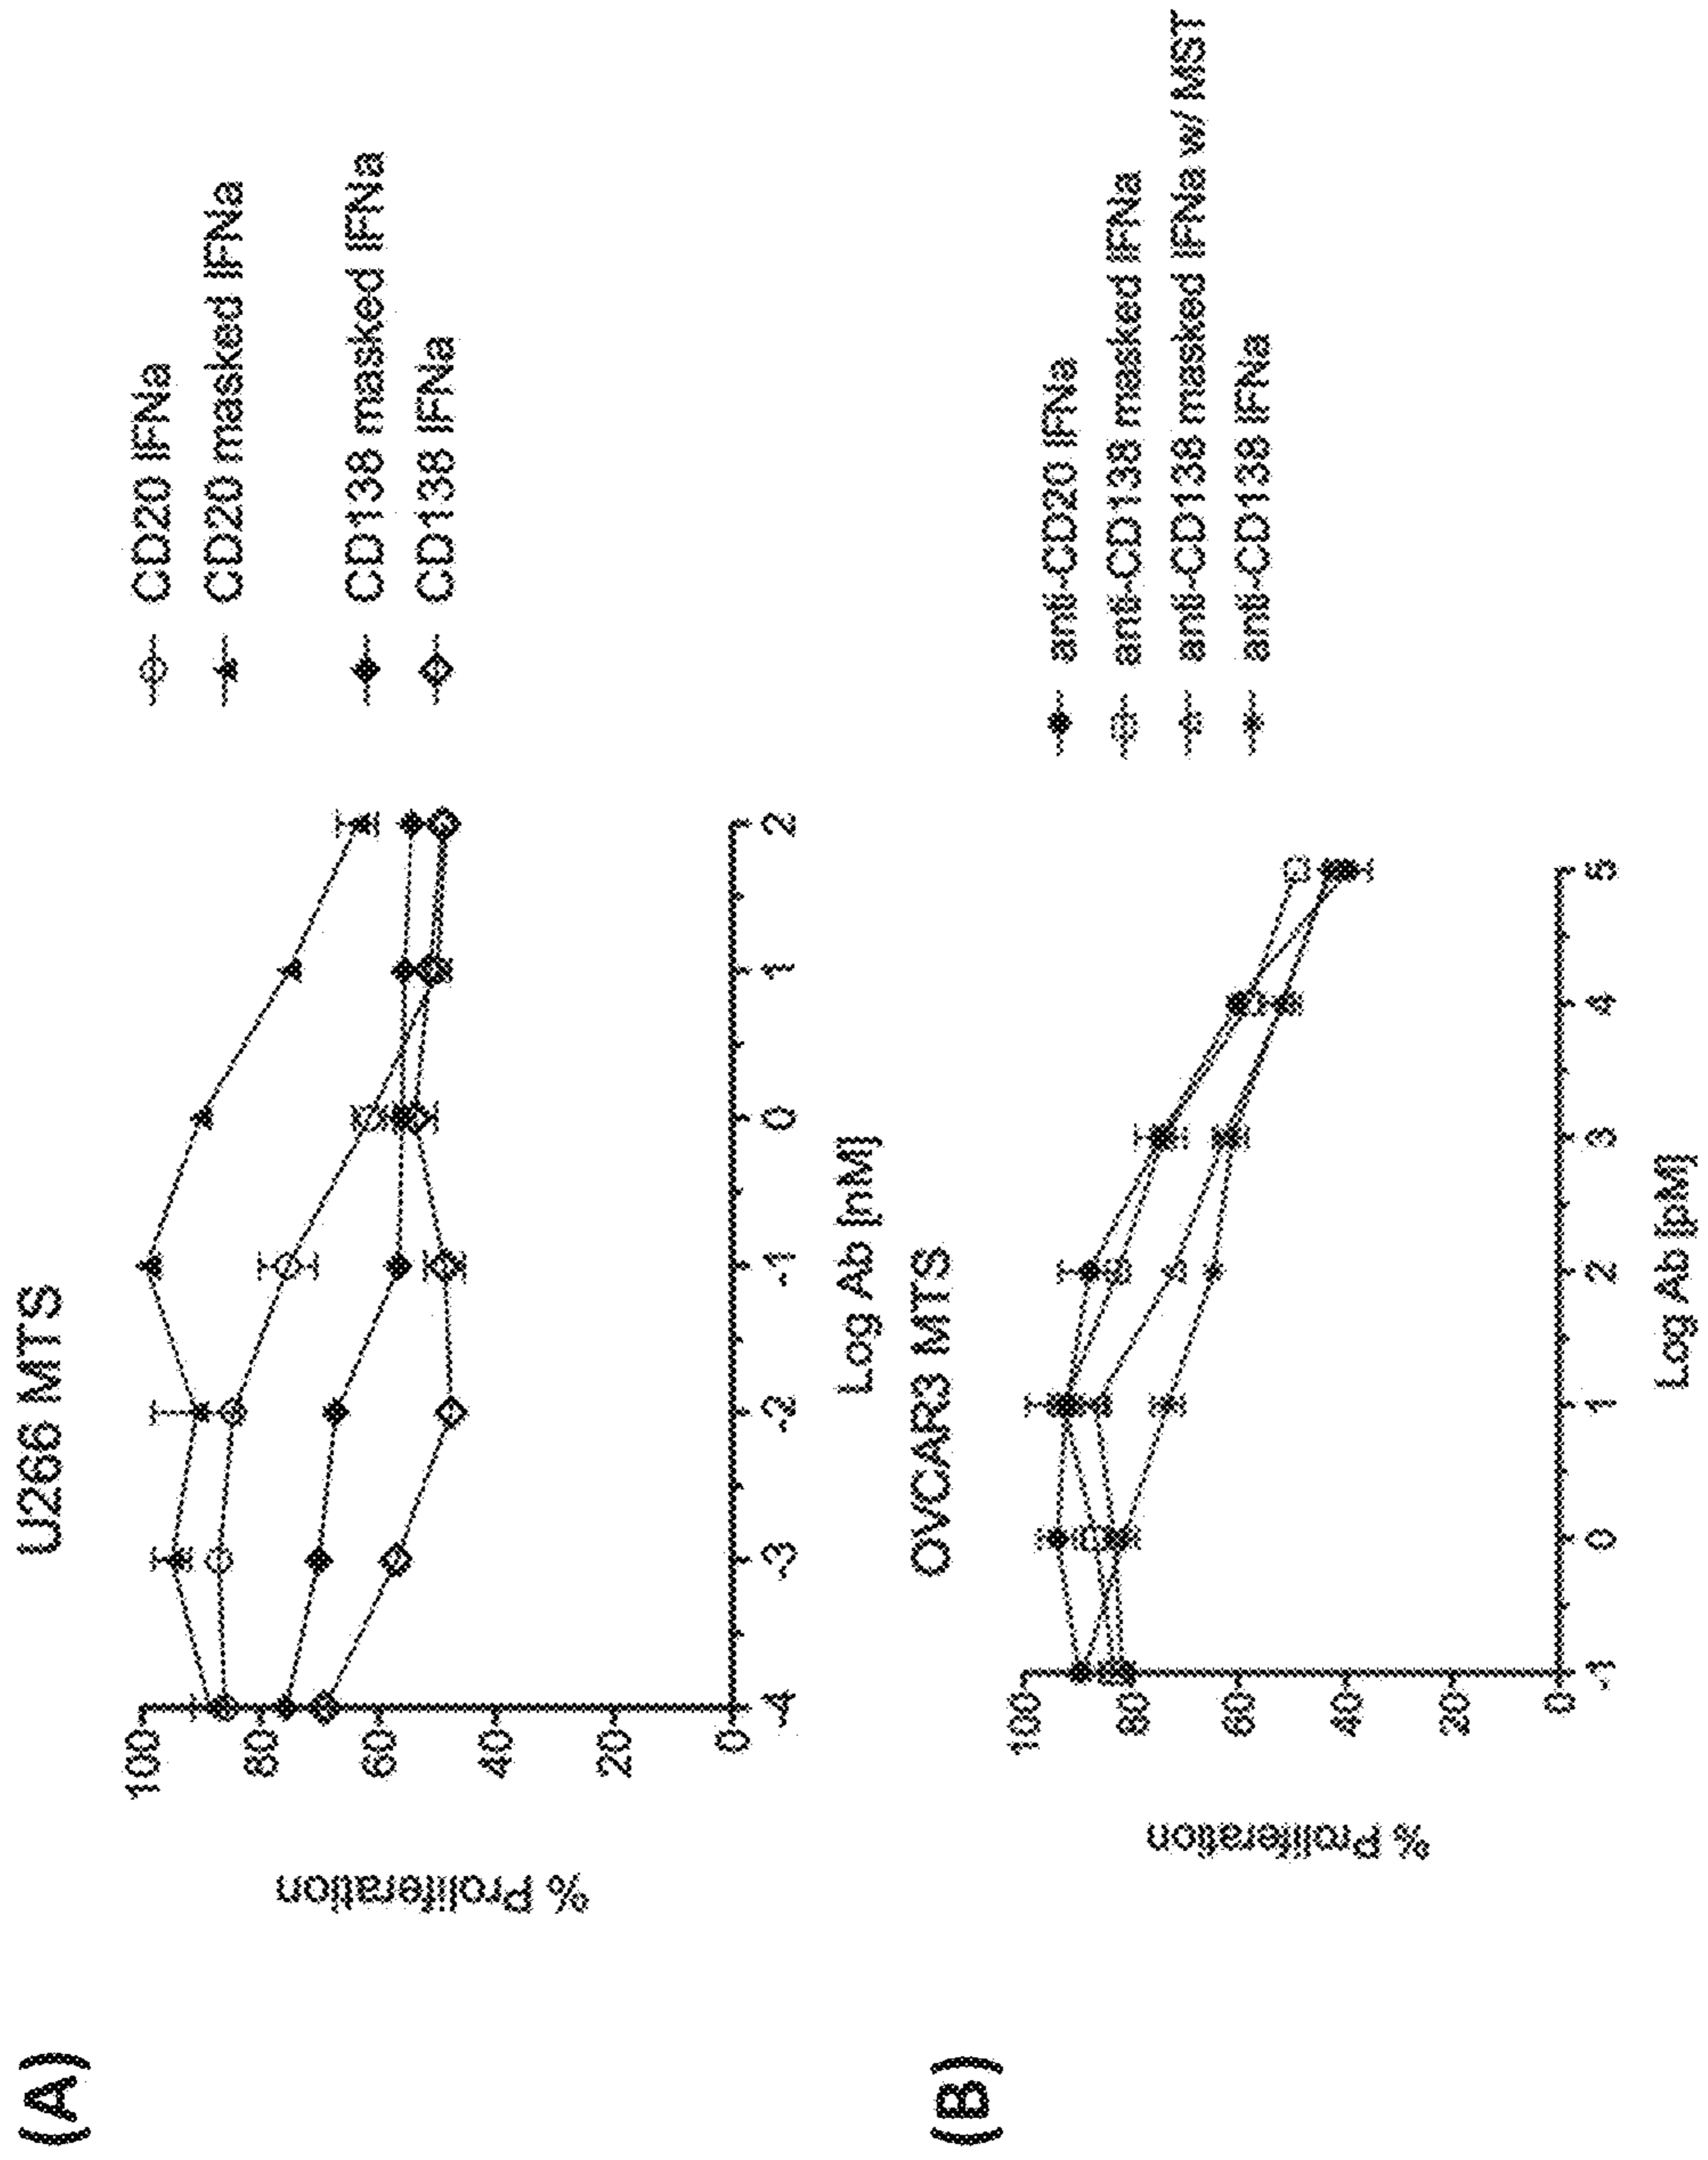 (A)
U266 MTS
% Proliferation
100
80
60
40
20
0
-4
-3
-2
-1
0
1
2
Log Ab [nM]
CD20 IFNa
CD20 masked IFNa
CD138 masked IFNa
CD138 IFNa
(B)
OVCAR3 MTS
% Proliferation
100
80
60
40
20
0
-1
0
1
2
3
4
5
Log Ab [pM]
anti-CD20 IFNa
anti-CD138 masked IFNa
anti-CD138 masked IFNa w/ MST
anti-CD138 IFNa